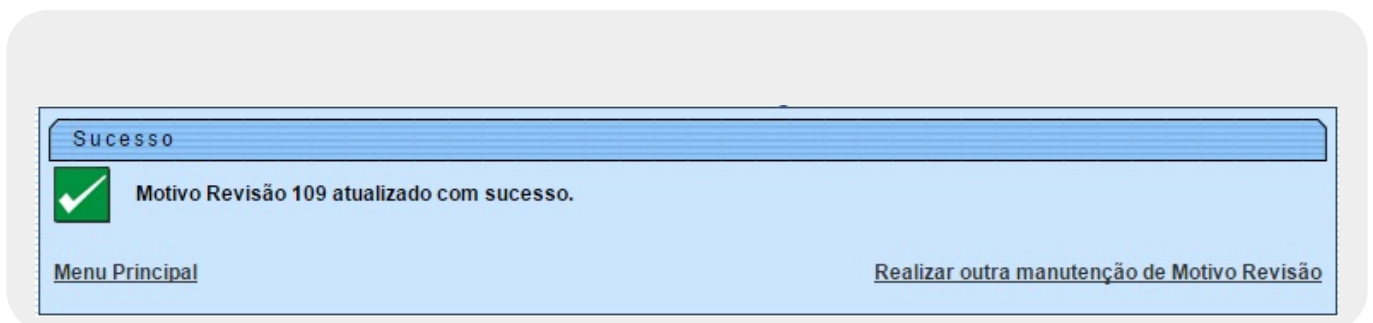 Sucesso
Motivo Revisão 109 atualizado com sucesso.
Menu Principal
Realizar outra manutenção de Motivo Revisão